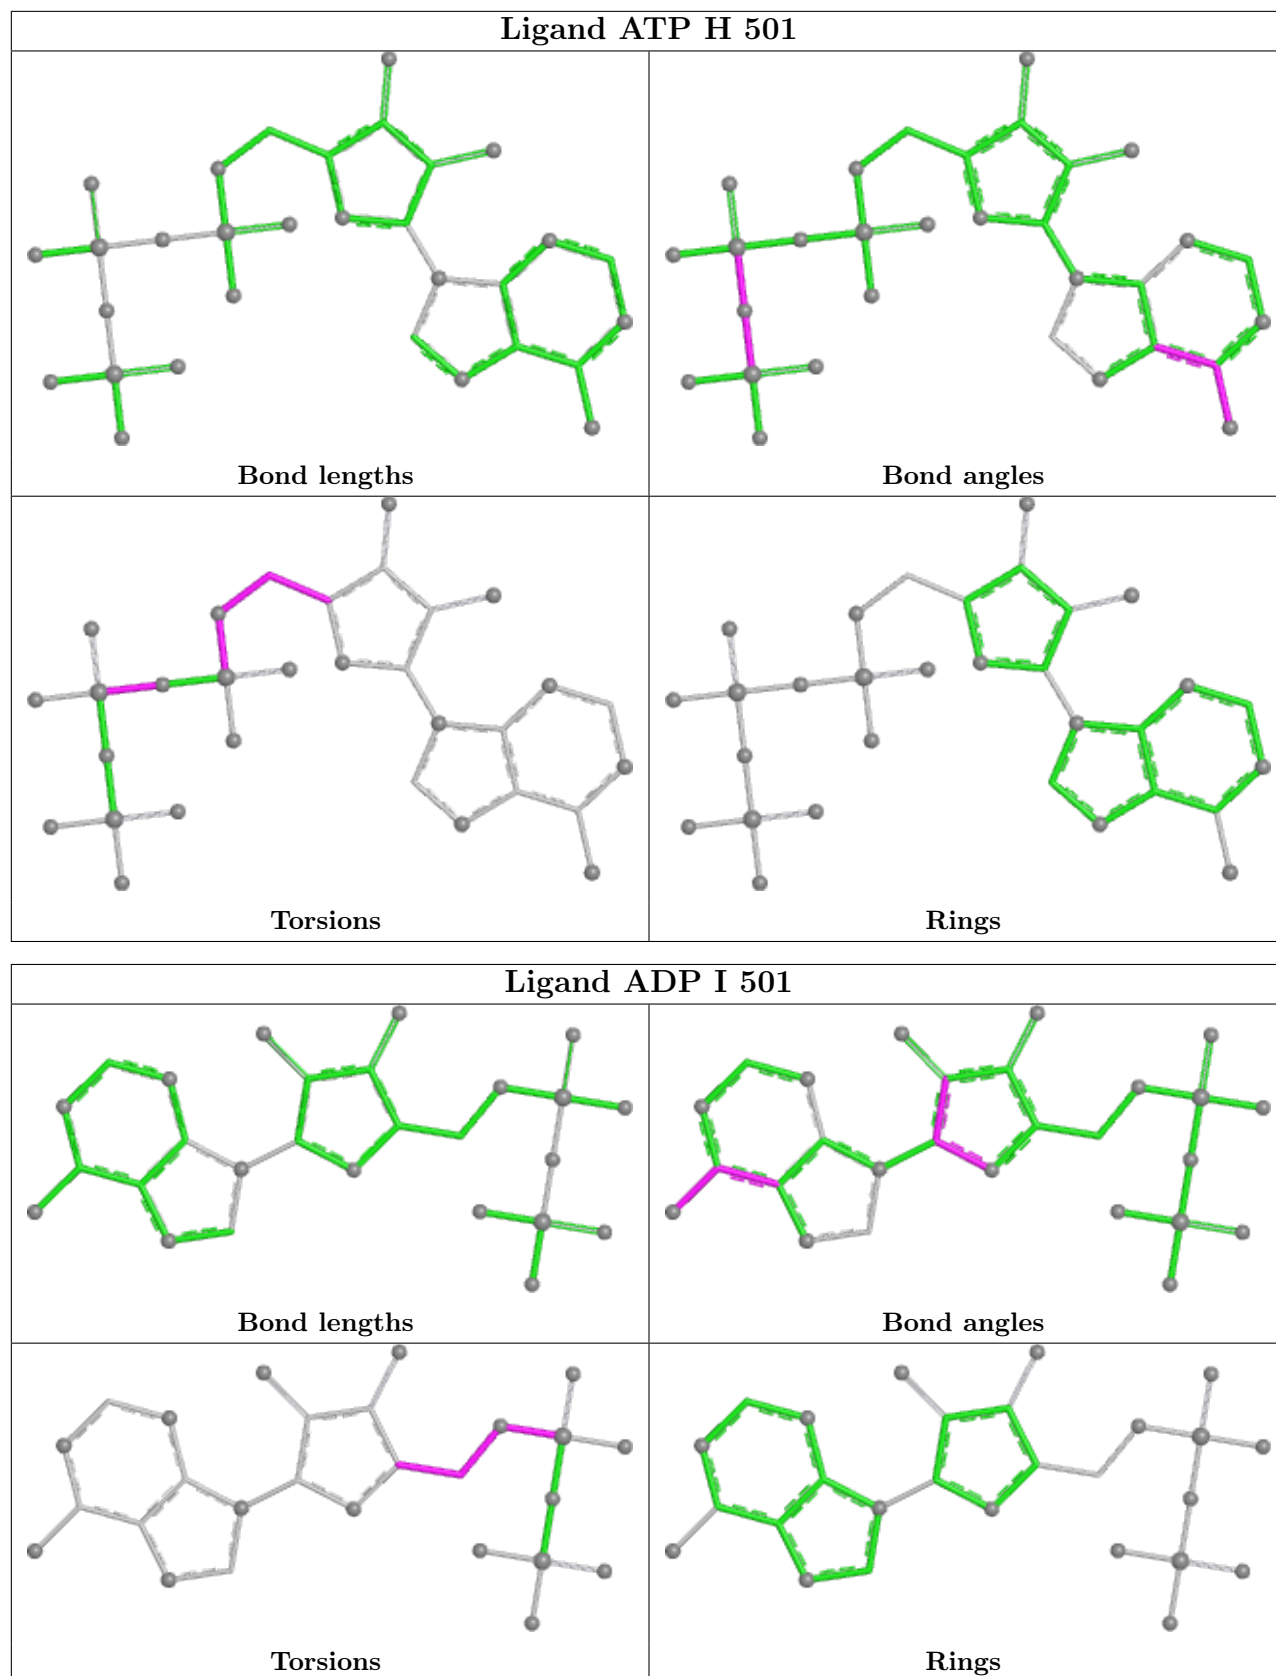 Ligand ATP H 501
Bond lengths
Bond angles
Torsions
Rings
Ligand ADP I 501
Bond lengths
Bond angles
Torsions
Rings